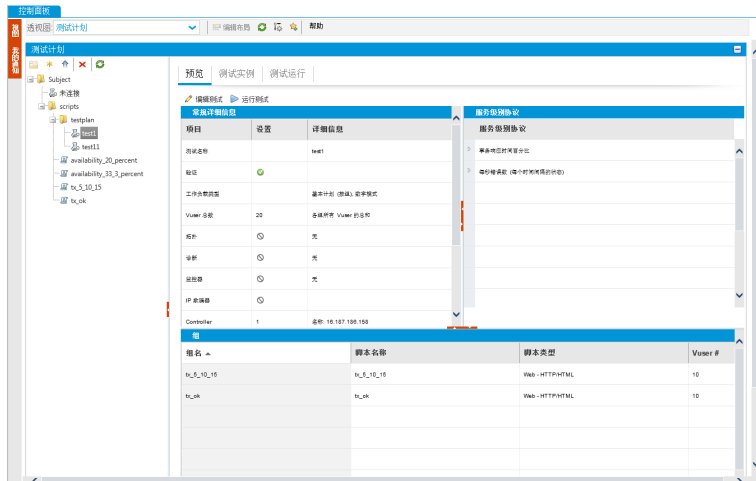 控制面板
视图
我的通知
透视图: 测试计划
编辑布局
帮助
测试计划
Subject
未连接
scripts
testplan
test1
test11
availability_20_percent
availability_33_3_percent
tx_5_10_15
tx_ok
预览 测试实例 测试运行
编辑测试 运行测试
常规详细信息
项目 设置 详细信息
测试名称 test1
验证
工作负载类型 基本计划 (按组), 数字模式
Vuser 总数 20 各组所有 Vuser 的总和
拓扑 无
诊断 无
监控器 无
IP 欺骗器
Controller 1 名称: 16.187.186.158
服务级别协议
服务级别协议
事务响应时间百分比
每秒错误数 (每个时间间隔的状态)
组
组名 脚本名称 脚本类型 Vuser #
tx_5_10_15 tx_5_10_15 Web - HTTP/HTML 10
tx_ok tx_ok Web - HTTP/HTML 10